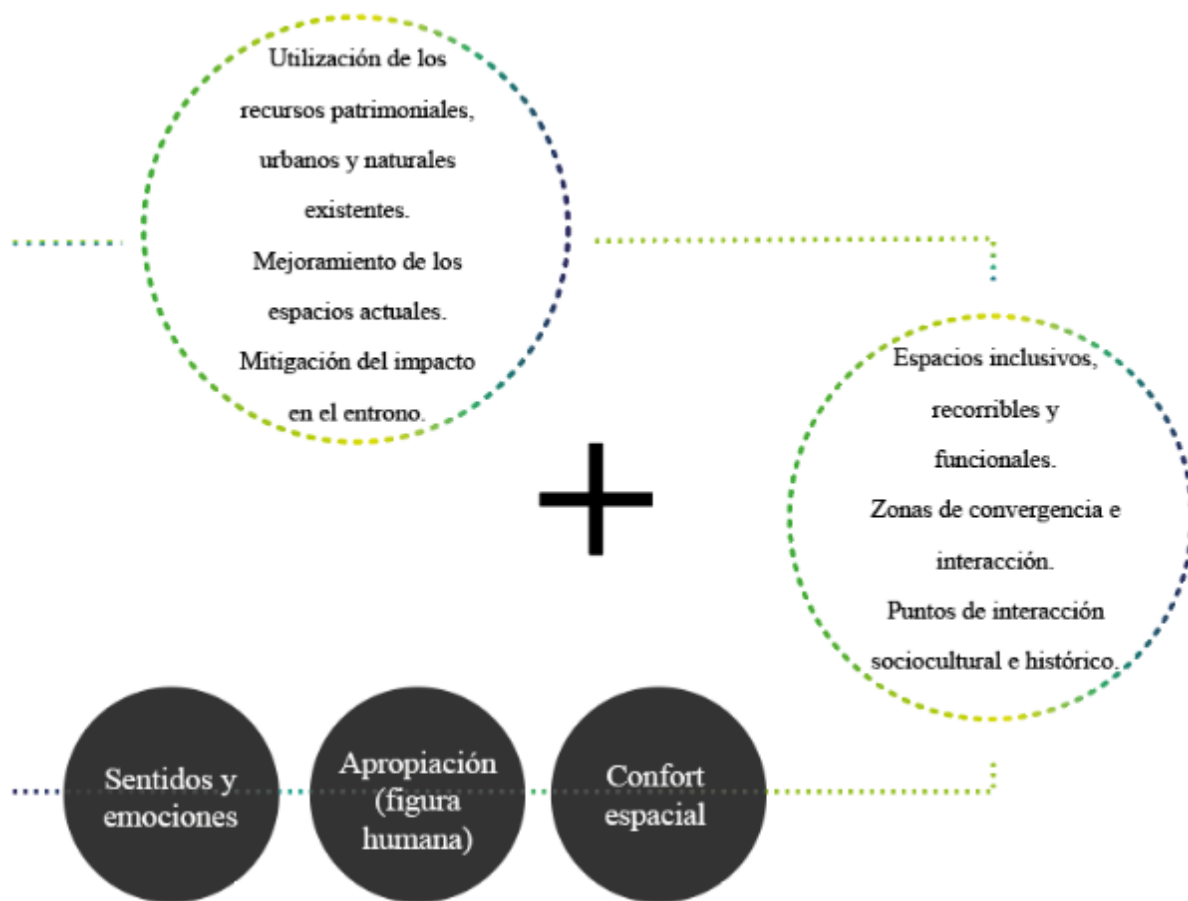 Utilización de los
recursos patrimoniales,
urbanos y naturales
existentes.
Mejoramiento de los
espacios actuales.
Mitigación del impacto
en el entrono.
Espacios inclusivos,
recorribles y
funcionales.
Zonas de convergencia e
interacción.
Puntos de interacción
sociocultural e histórico.
Sentidos y
emociones
Apropiación
(figura
humana)
Confort
espacial